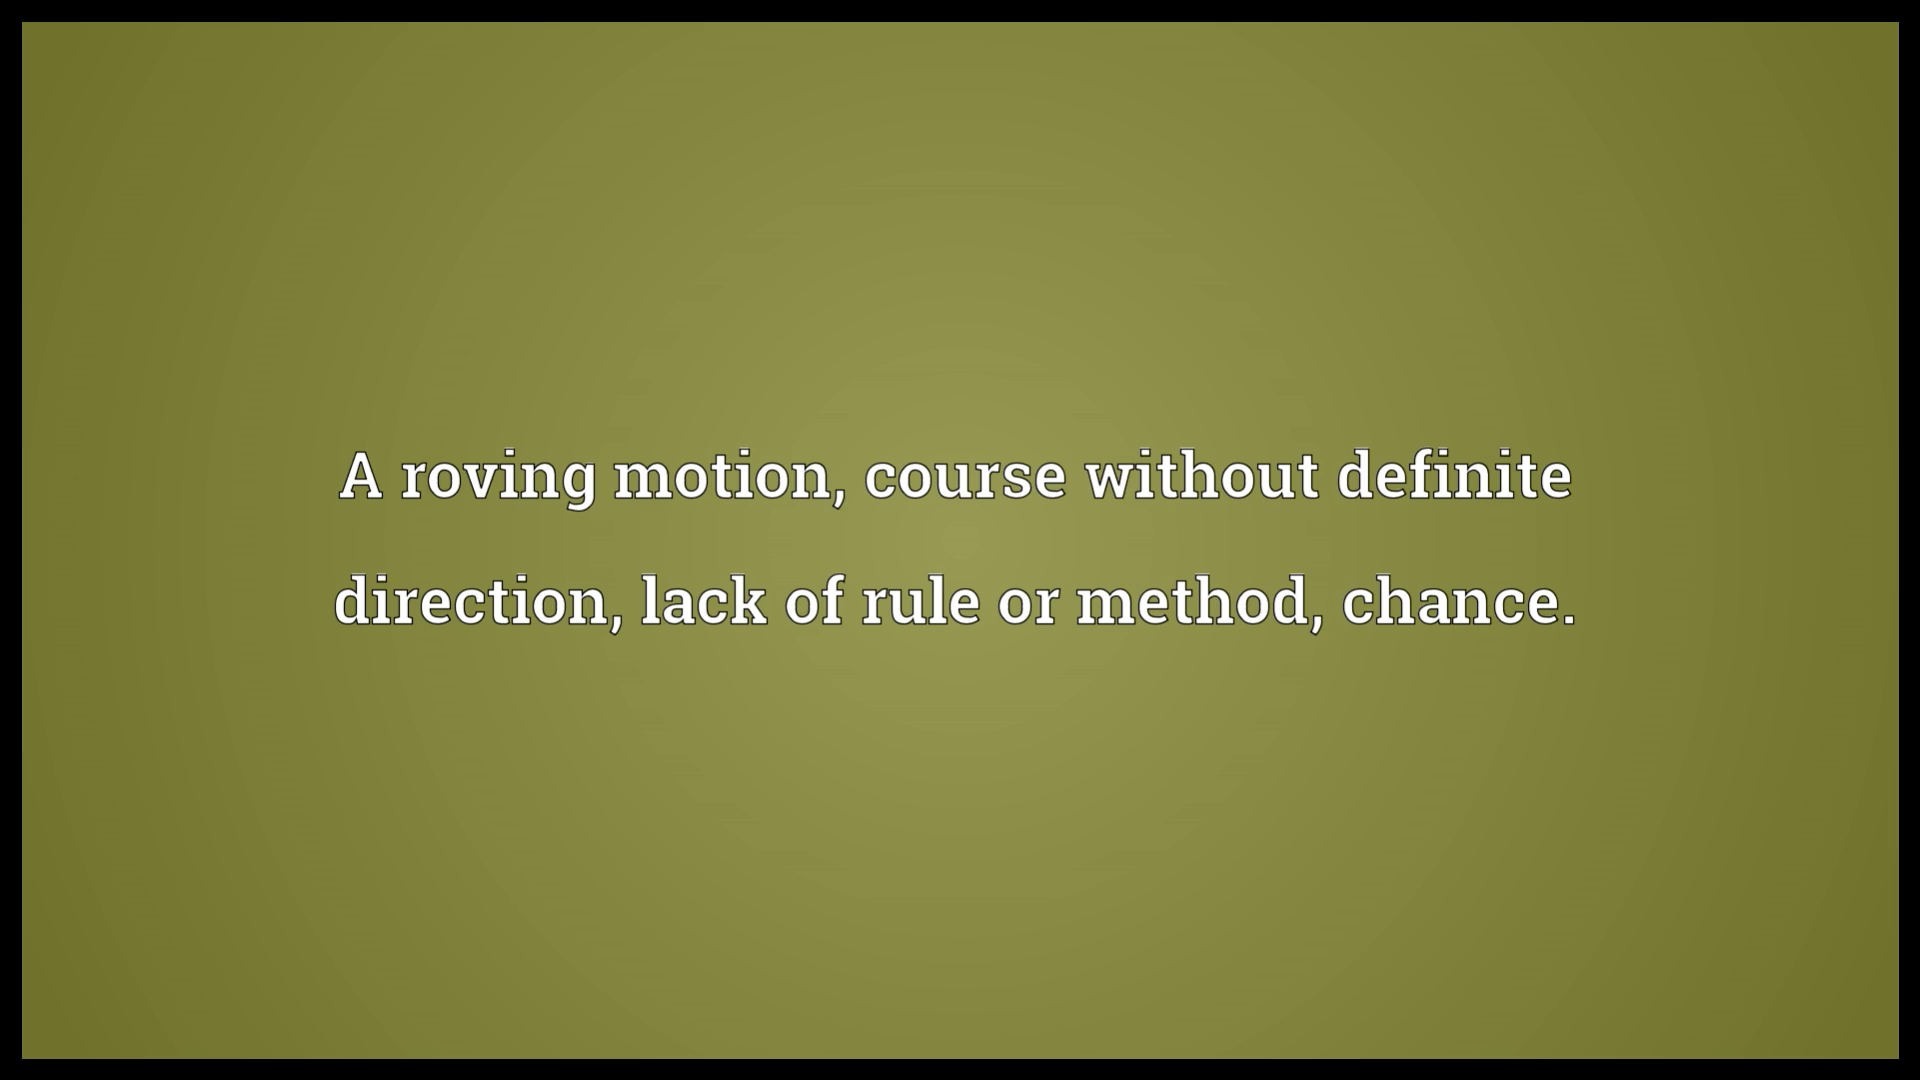 A roving motion, course without definite
direction, lack of rule or method, chance.